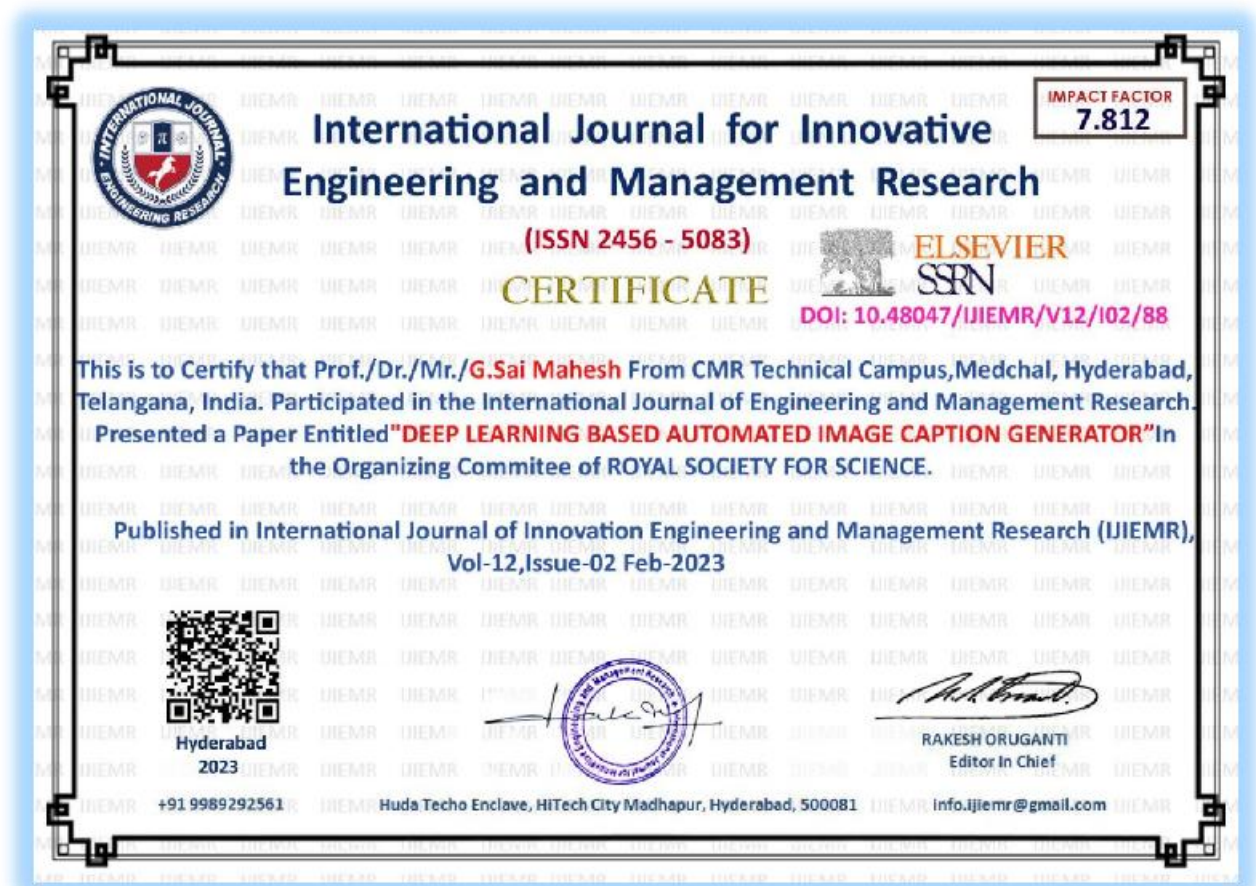 INTERNATIONAL JOURNAL
ENGINEERING RESEARCH
IMPACT FACTOR
7.812
International Journal for Innovative
Engineering and Management Research
(ISSN 2456 - 5083)
CERTIFICATE
ELSEVIER
SSRN
DOI: 10.48047/IJIEMR/V12/I02/88
This is to Certify that Prof./Dr./Mr./G.Sai Mahesh From CMR Technical Campus,Medchal, Hyderabad,
Telangana, India. Participated in the International Journal of Engineering and Management Research.
Presented a Paper Entitled"DEEP LEARNING BASED AUTOMATED IMAGE CAPTION GENERATOR"In
the Organizing Commitee of ROYAL SOCIETY FOR SCIENCE.
Published in International Journal of Innovation Engineering and Management Research (IJIEMR),
Vol-12,Issue-02 Feb-2023
Hyderabad
2023
RAKESH ORUGANTI
Editor In Chief
+91 9989292561
Huda Techo Enclave, HiTech City Madhapur, Hyderabad, 500081
info.ijiemr@gmail.com